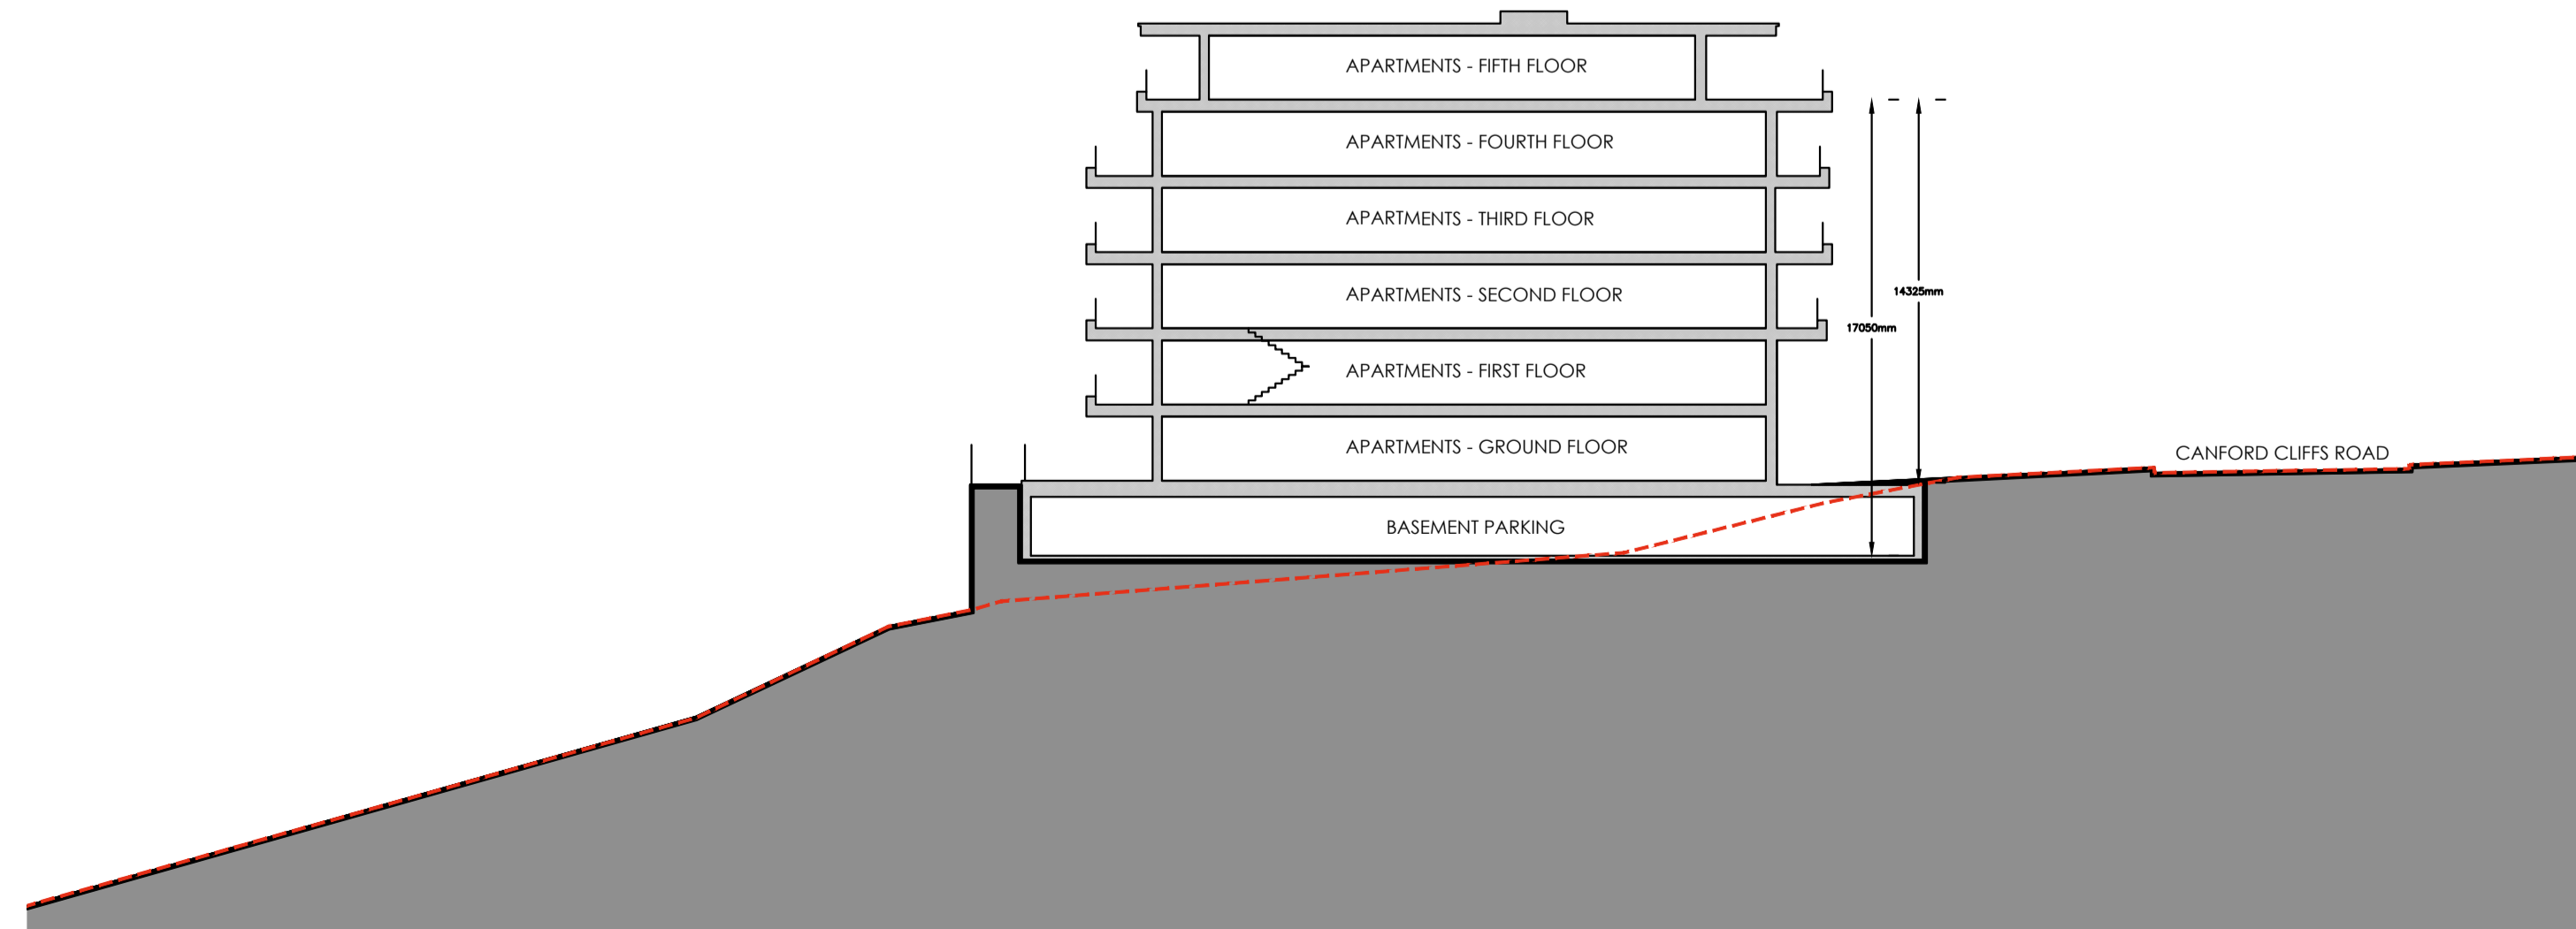 APARTMENTS - FIFTH FLOOR
APARTMENTS - FOURTH FLOOR
APARTMENTS - THIRD FLOOR
APARTMENTS - SECOND FLOOR
14325mm
17050mm
APARTMENTS - FIRST FLOOR
APARTMENTS - GROUND FLOOR
CANFORD CLIFFS ROAD
BASEMENT PARKING